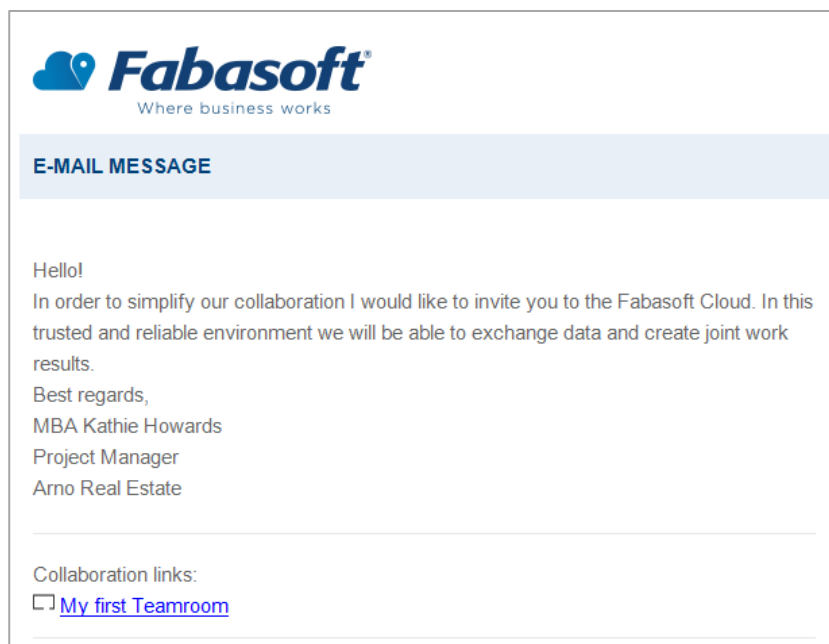 Fabasoft®
Where business works
E-MAIL MESSAGE
Hello!
In order to simplify our collaboration I would like to invite you to the Fabasoft Cloud. In this
trusted and reliable environment we will be able to exchange data and create joint work
results.
Best regards,
MBA Kathie Howards
Project Manager
Arno Real Estate
Collaboration links:
My first Teamroom